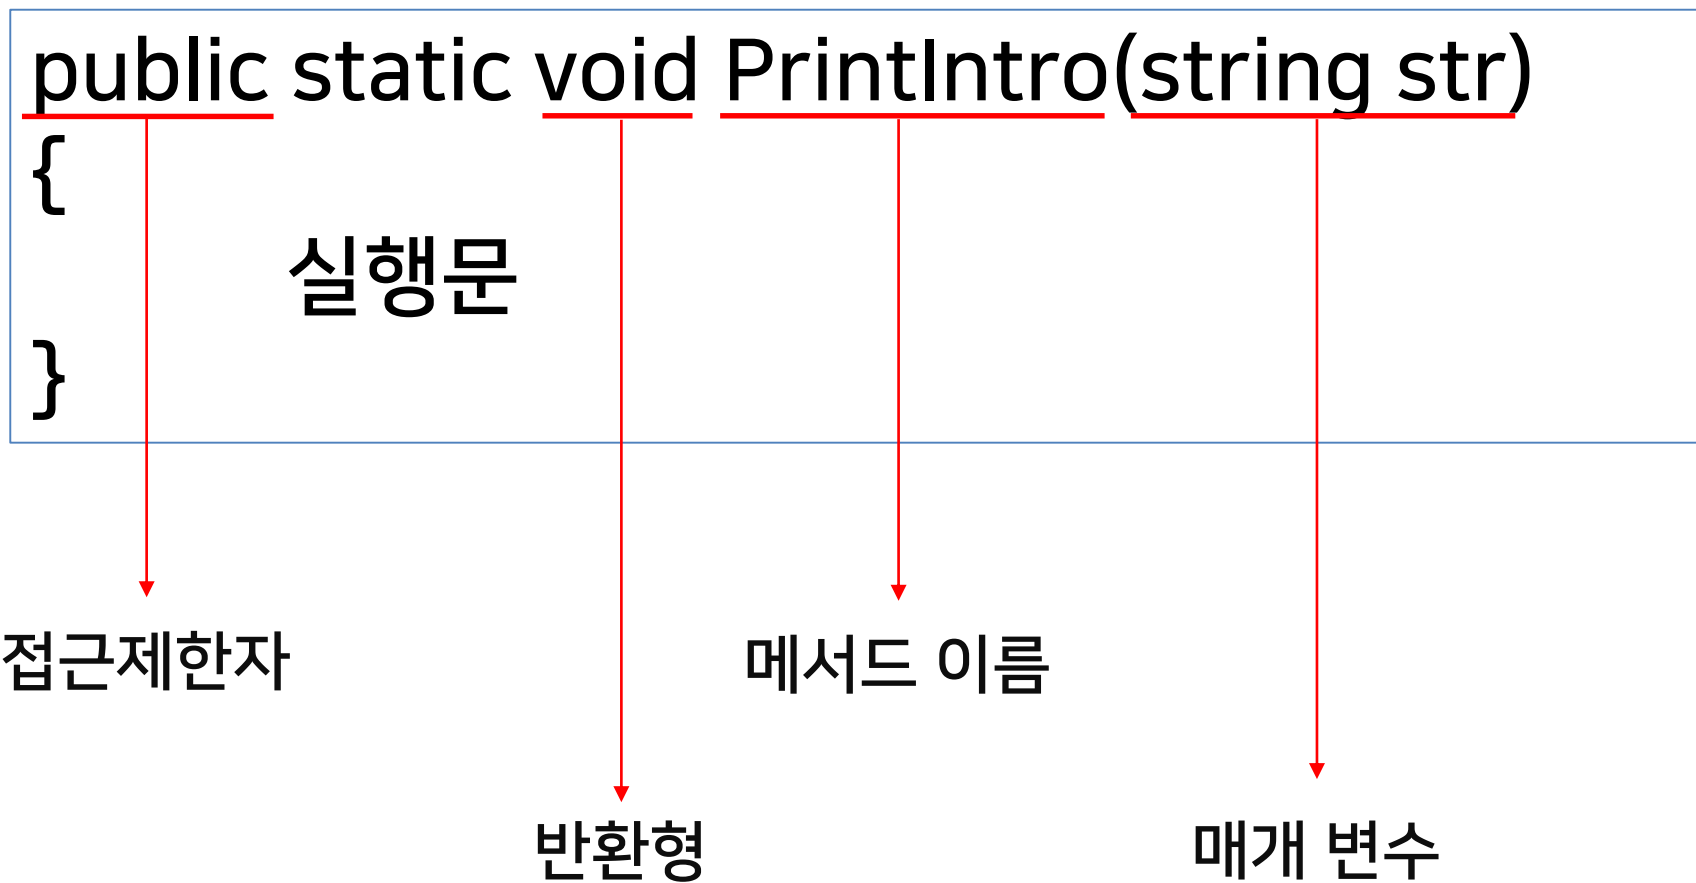 public static void PrintIntro(string str)
{
실행문
}
접근제한자
메서드 이름
반환형
매개 변수